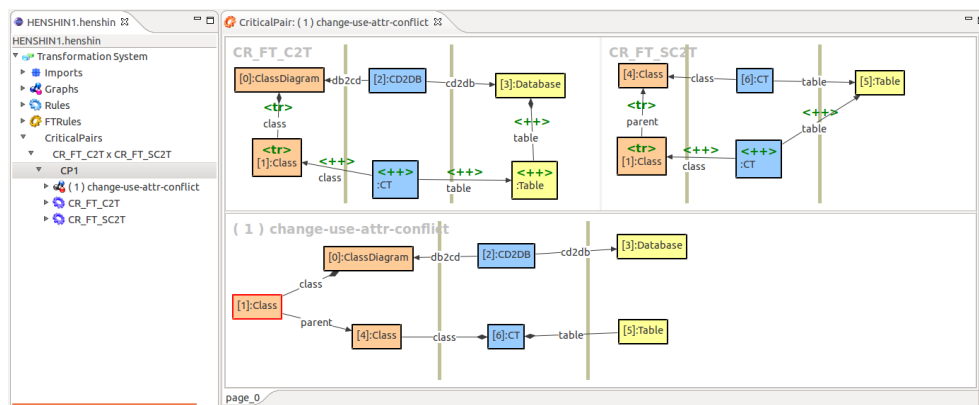 HENSHIN1.henshin
HENSHIN1.henshin
Transformation System
Imports
Graphs
Rules
FTRules
CriticalPairs
CR_FT_C2T x CR_FT_SC2T
CP1
( 1 ) change-use-attr-conflict
CR_FT_C2T
CR_FT_SC2T
CriticalPair: ( 1 ) change-use-attr-conflict
CR_FT_C2T
[0]:ClassDiagram
db2cd
[2]:CD2DB
cd2db
[3]:Database
<tr>
class
<++>
table
<tr>
[1]:Class
<++>
class
<++>
:CT
<++>
table
<++>
:Table
CR_FT_SC2T
[4]:Class
class
[6]:CT
table
[5]:Table
<tr>
parent
<++>
table
<tr>
[1]:Class
<++>
class
<++>
:CT
( 1 ) change-use-attr-conflict
[0]:ClassDiagram
db2cd
[2]:CD2DB
cd2db
[3]:Database
class
[1]:Class
parent
[4]:Class
class
[6]:CT
table
[5]:Table
page_0